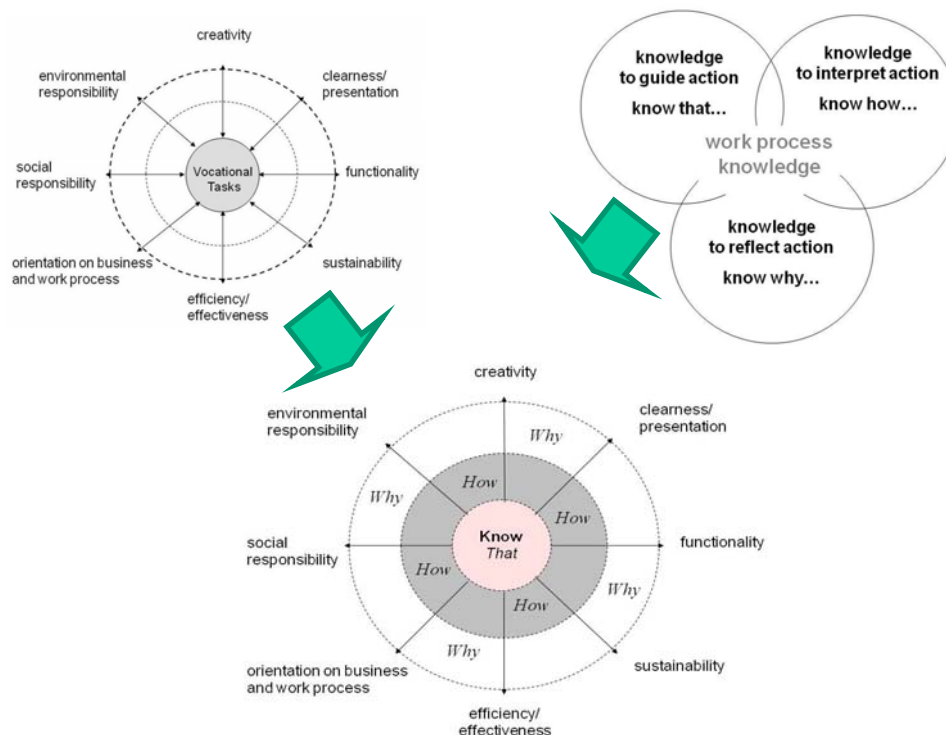 creativity
environmental
responsibility
clearness/
presentation
social
responsibility
Vocational
Tasks
functionality
orientation on business
and work process
sustainability
efficiency/
effectiveness
knowledge
to guide action
know that...
knowledge
to interpret action
know how...
work process
knowledge
knowledge
to reflect action
know why...
creativity
environmental
responsibility
clearness/
presentation
Why
Why
How
How
Know
That
social
responsibility
functionality
How
How
Why
Why
orientation on business
and work process
sustainability
efficiency/
effectiveness